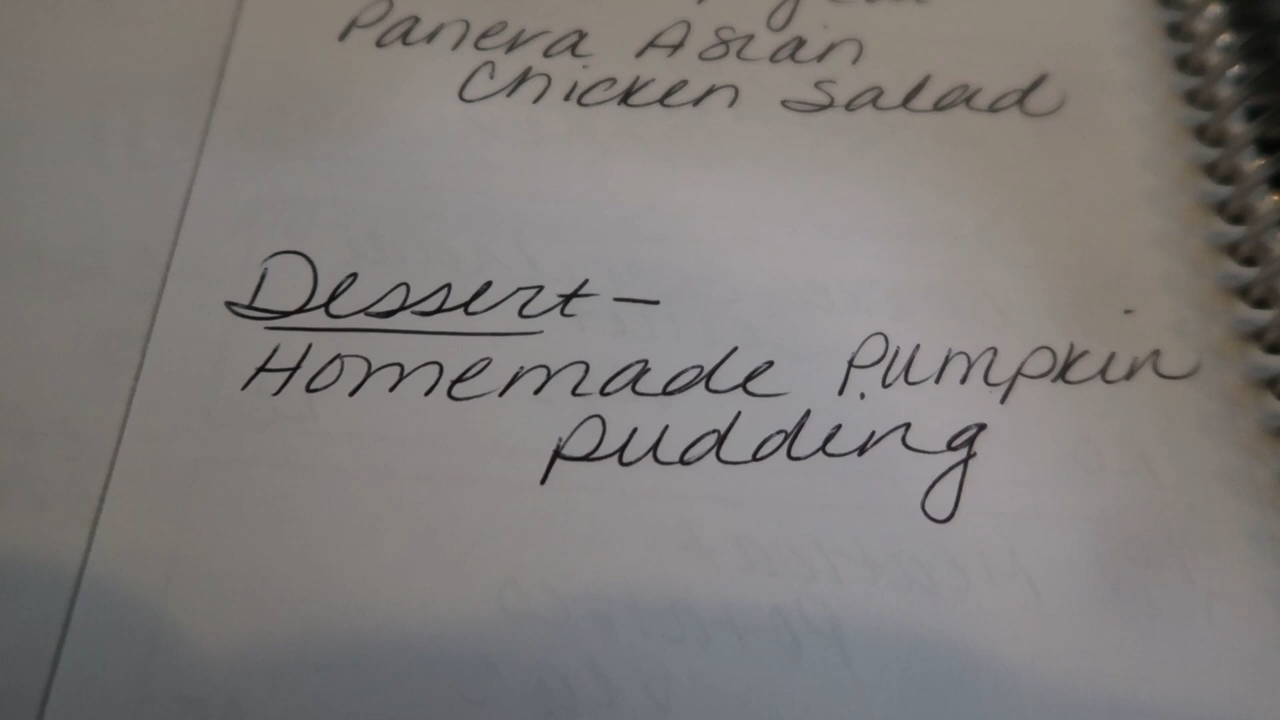 Panera Asian
Chicken Salad
Dessert-
Homemade Pumpkin
pudding